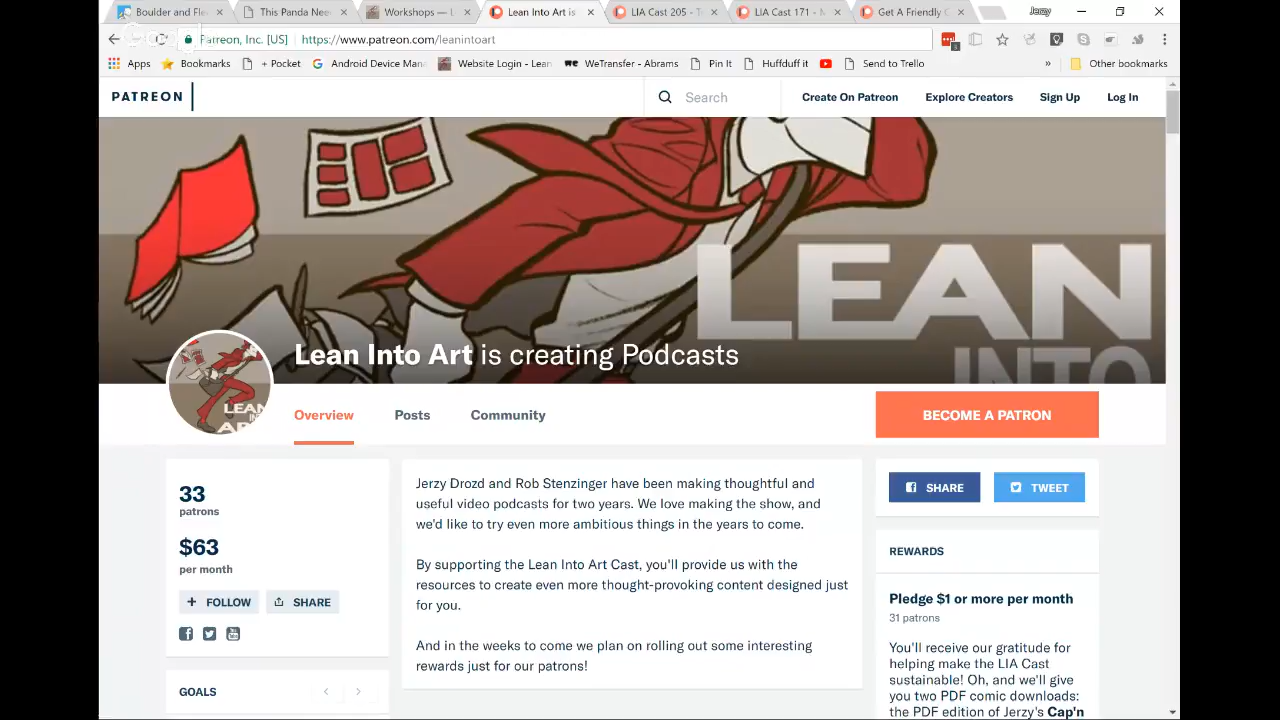 Boulder and Fle
This Panda Nee
Workshops — L
Lean Into Art is
LIA Cast 205 - T
LIA Cast 171 - N
Get A Friendly C
Jerzy
Patreon, Inc. [US]
https://www.patreon.com/leanintoart
Apps
Bookmarks
+ Pocket
Android Device Man
Website Login - Lean
WeTransfer - Abrams
Pin It
Huffduff it
Send to Trello
»
Other bookmarks
PATREON
Search
Create On Patreon
Explore Creators
Sign Up
Log In
LEAN
INTO
Lean Into Art is creating Podcasts
LEAN
Overview
Posts
Community
BECOME A PATRON
33
patrons
$63
per month
+ FOLLOW
SHARE
GOALS
Jerzy Drozd and Rob Stenzinger have been making thoughtful and
useful video podcasts for two years. We love making the show, and
we'd like to try even more ambitious things in the years to come.
By supporting the Lean Into Art Cast, you'll provide us with the
resources to create even more thought-provoking content designed just
for you.
And in the weeks to come we plan on rolling out some interesting
rewards just for our patrons!
SHARE
TWEET
REWARDS
Pledge $1 or more per month
31 patrons
You'll receive our gratitude for
helping make the LIA Cast
sustainable! Oh, and we'll give
you two PDF comic downloads:
the PDF edition of Jerzy's Cap'n